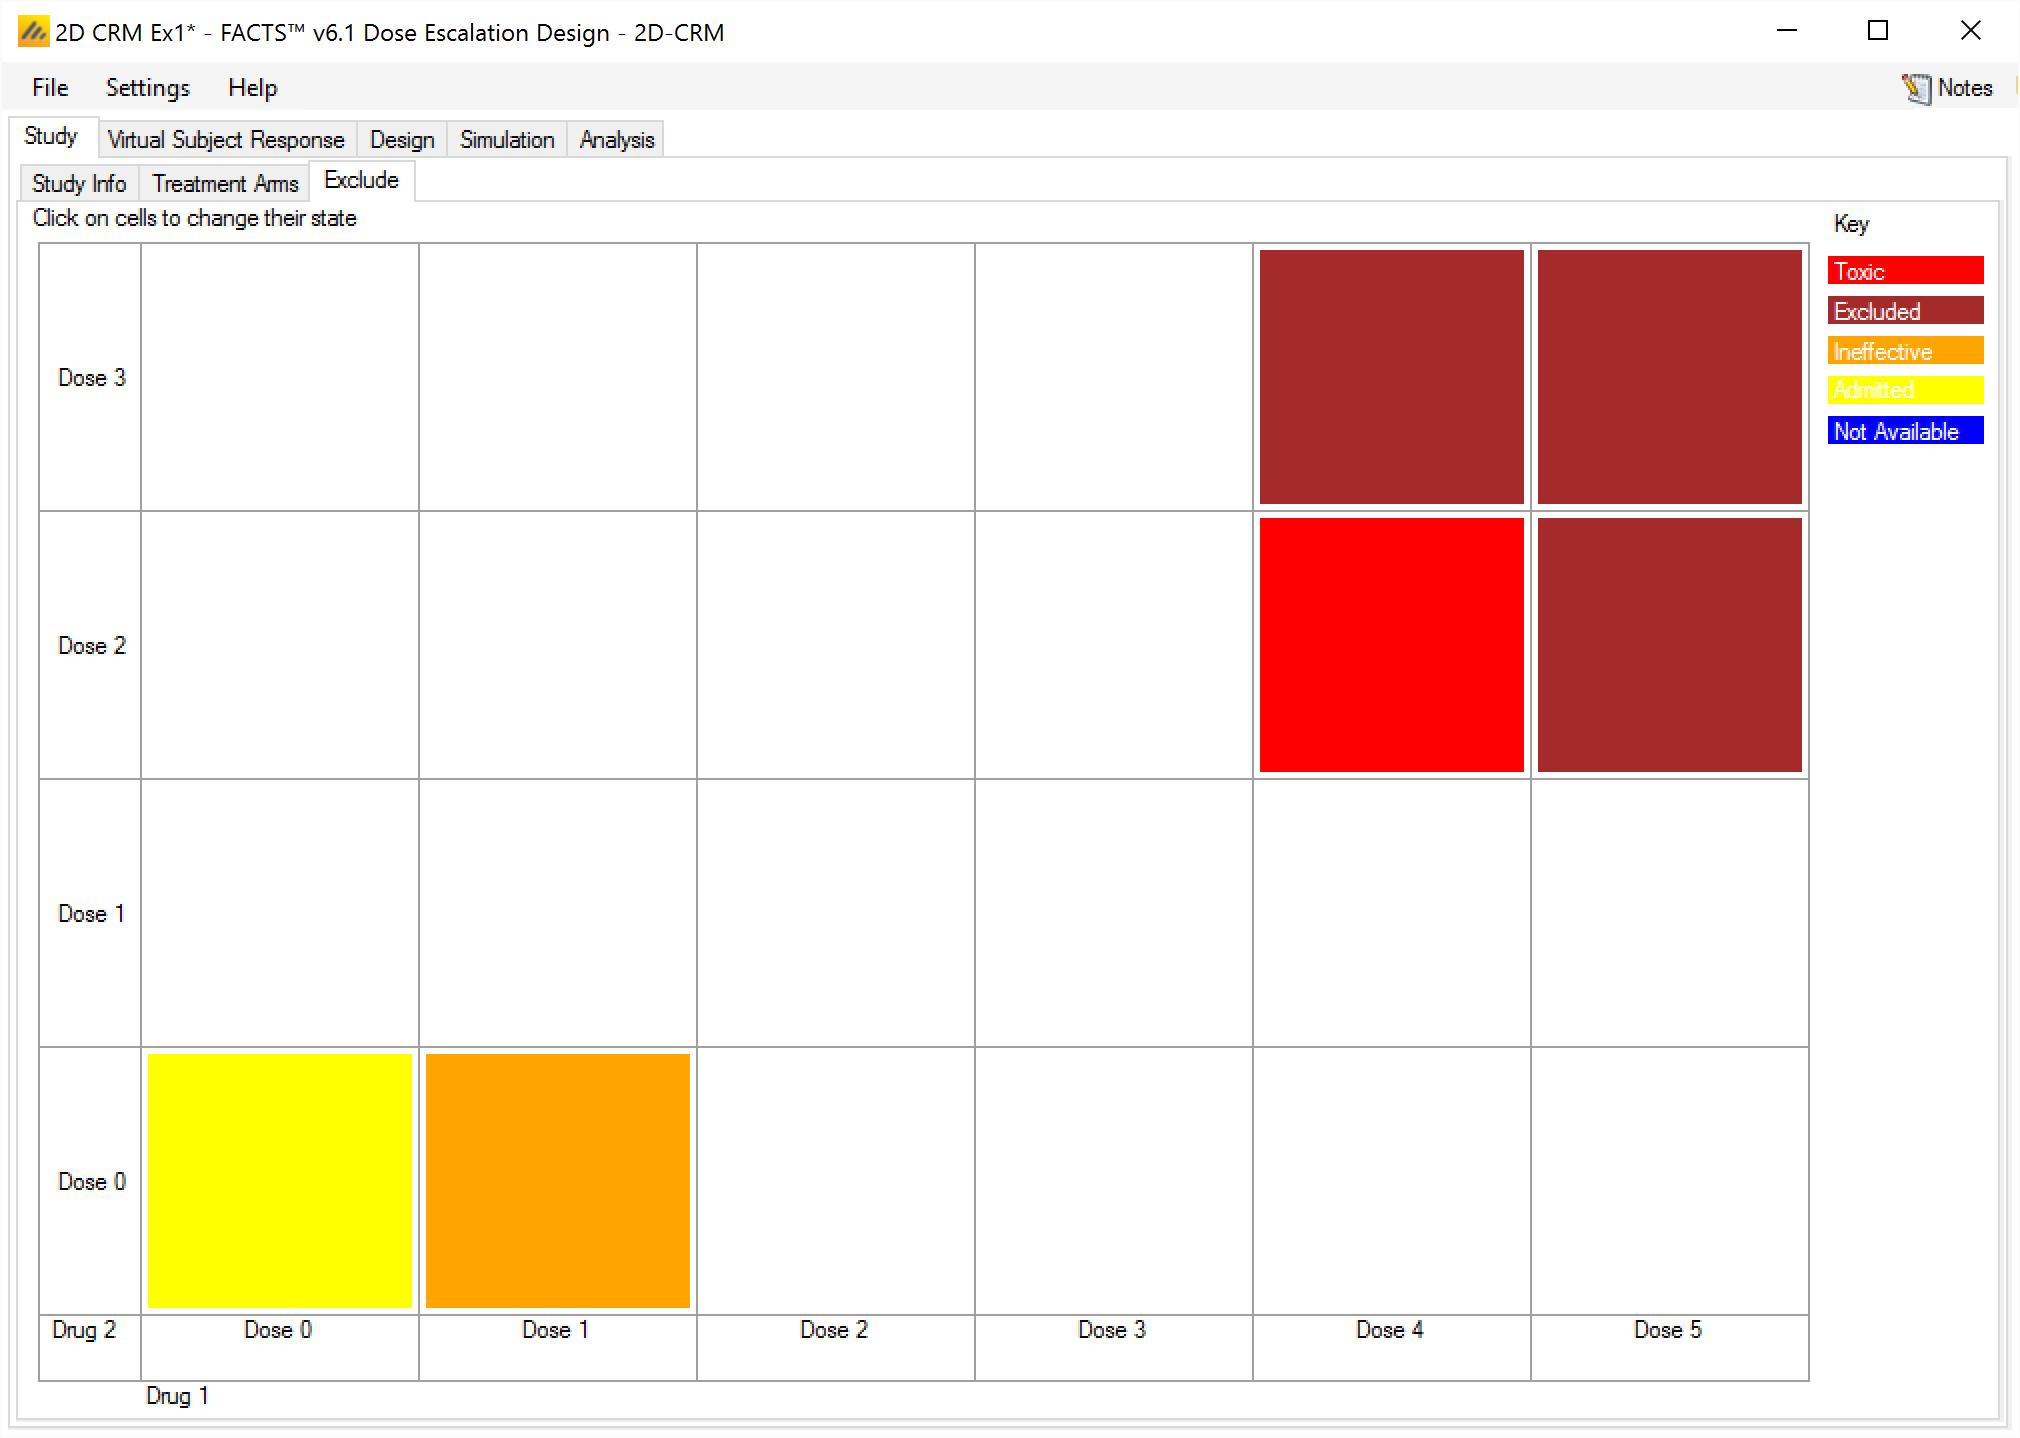 2D CRM Ex1* - FACTS™ v6.1 Dose Escalation Design - 2D-CRM
File Settings Help Notes
Study Virtual Subject Response Design Simulation Analysis
Study Info Treatment Arms Exclude
Click on cells to change their state
Key
Toxic
Excluded
Ineffective
Admitted
Not Available
Dose 3
Dose 2
Dose 1
Dose 0
Drug 2 Dose 0 Dose 1 Dose 2 Dose 3 Dose 4 Dose 5
Drug 1